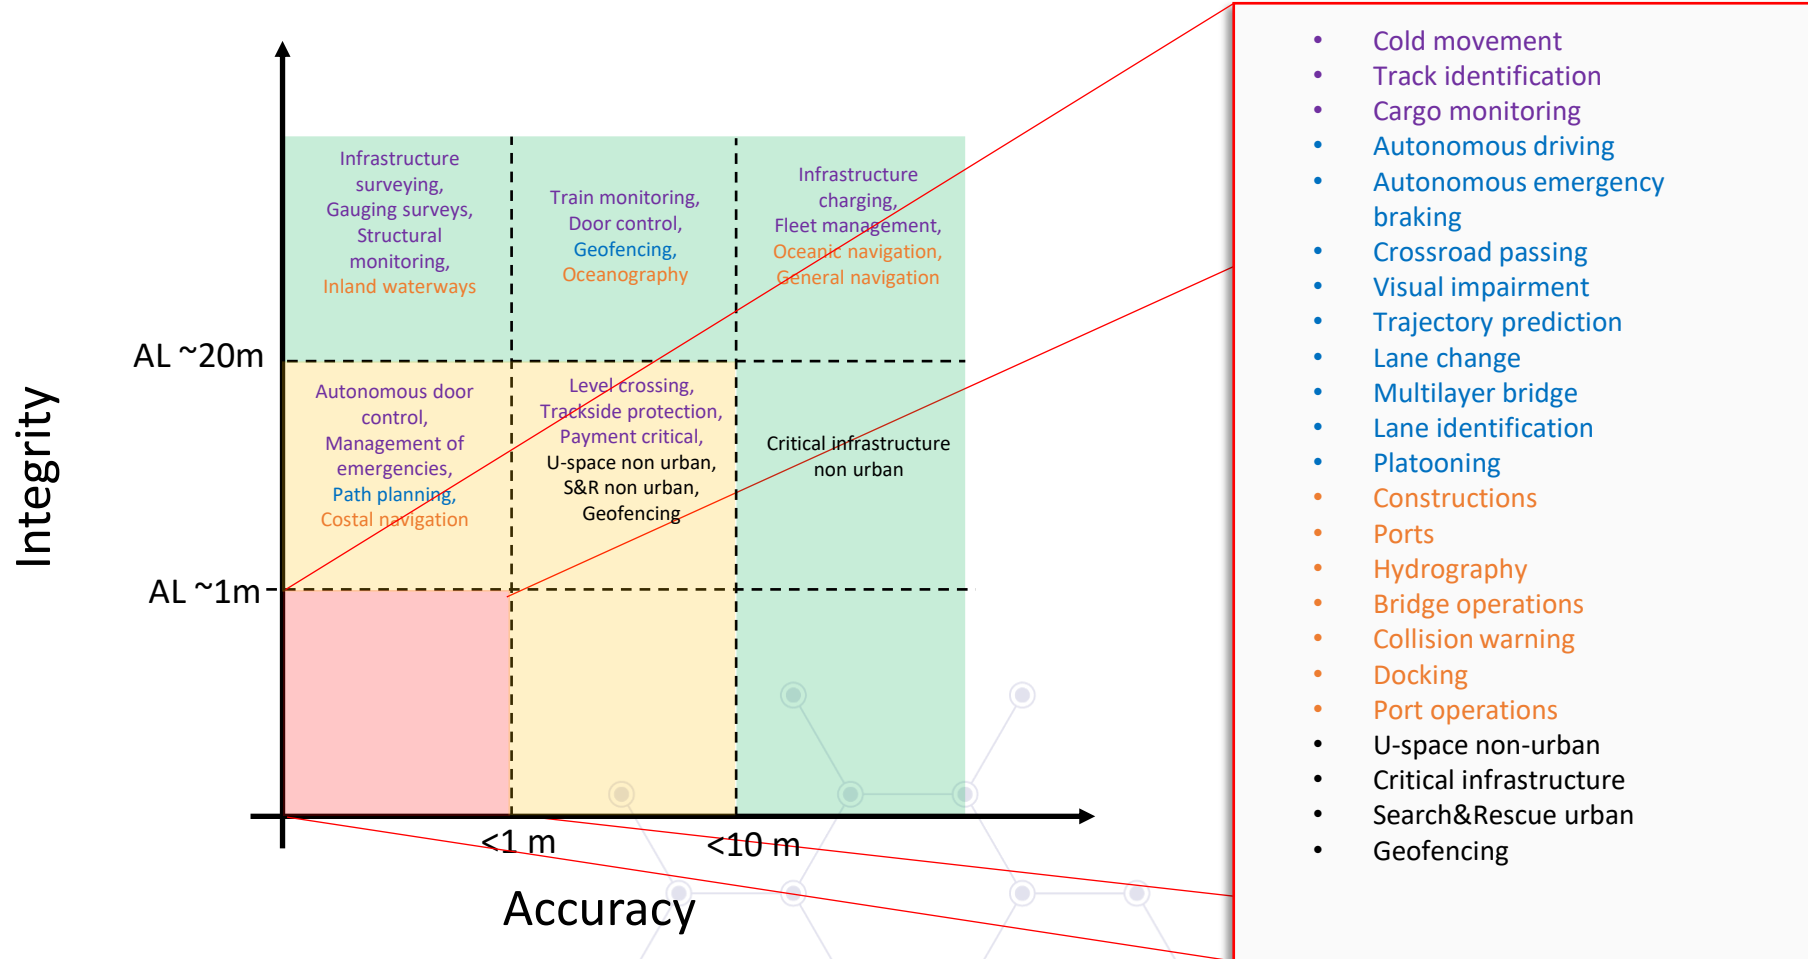 Infrastructure
surveying,
Gauging surveys,
Structural
monitoring,
Inland waterways
Train monitoring,
Door control,
Geofencing,
Oceanography
Infrastructure
charging,
Fleet management,
Oceanic navigation,
General navigation
AL ~20m
Autonomous door
control,
Management of
emergencies,
Path planning,
Costal navigation
Level crossing,
Trackside protection,
Payment critical,
U-space non urban,
S&R non urban,
Geofencing
Critical infrastructure
non urban
Integrity
AL ~1m
<1 m
<10 m
Accuracy
• Cold movement
• Track identification
• Cargo monitoring
• Autonomous driving
• Autonomous emergency
braking
• Crossroad passing
• Visual impairment
• Trajectory prediction
• Lane change
• Multilayer bridge
• Lane identification
• Platooning
• Constructions
• Ports
• Hydrography
• Bridge operations
• Collision warning
• Docking
• Port operations
• U-space non-urban
• Critical infrastructure
• Search&Rescue urban
• Geofencing